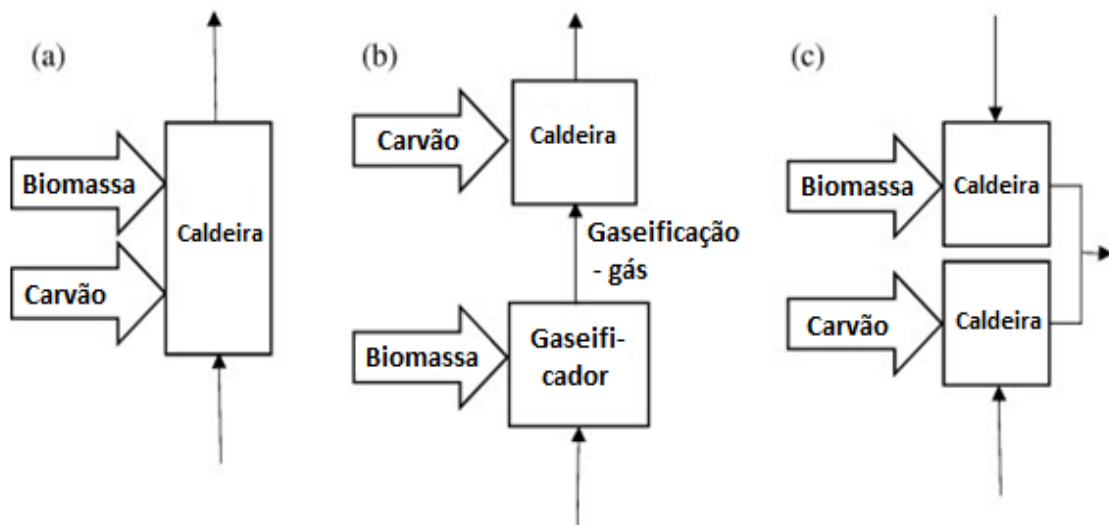 (a)
Biomassa
Carvão
Caldeira
(b)
Carvão
Caldeira
Gaseificação
- gás
Biomassa
Gaseifi-
cador
(c)
Biomassa
Caldeira
Carvão
Caldeira